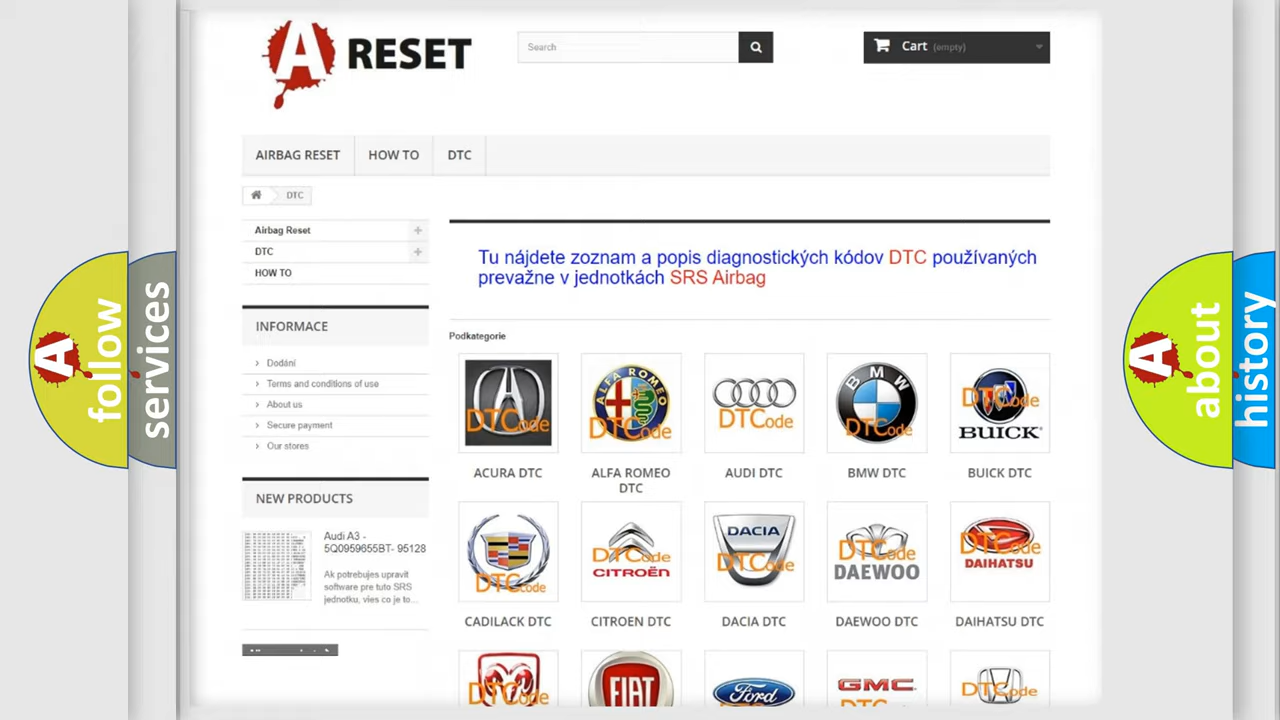 A RESET
Search
Cart (empty)
AIRBAG RESET
HOW TO
DTC
DTC
Airbag Reset
DTC
HOW TO
INFORMACE
Dodání
Terms and conditions of use
About us
Secure payment
Our stores
NEW PRODUCTS
Audi A3 -
5Q0959655BT- 95128
Ak potrebujes upravit
software pre tuto SRS
jednotku, vies co je to...
Tu nájdete zoznam a popis diagnostických kódov DTC používaných
prevažne v jednotkách SRS Airbag
Podkategorie
DTCode
ALFA ROMEO
DTCode
DTCode
BMW
DTCode
DTCode
BUICK
ACURA DTC
ALFA ROMEO
DTC
AUDI DTC
BMW DTC
BUICK DTC
DTCode
DTCode
CITROËN
DACIA
DTCode
DTCode
DAEWOO
DTCode
DAIHATSU
CADILACK DTC
CITROEN DTC
DACIA DTC
DAEWOO DTC
DAIHATSU DTC
DTCode
FIAT
Ford
GMC
DTCode
A follow
services
A about
history